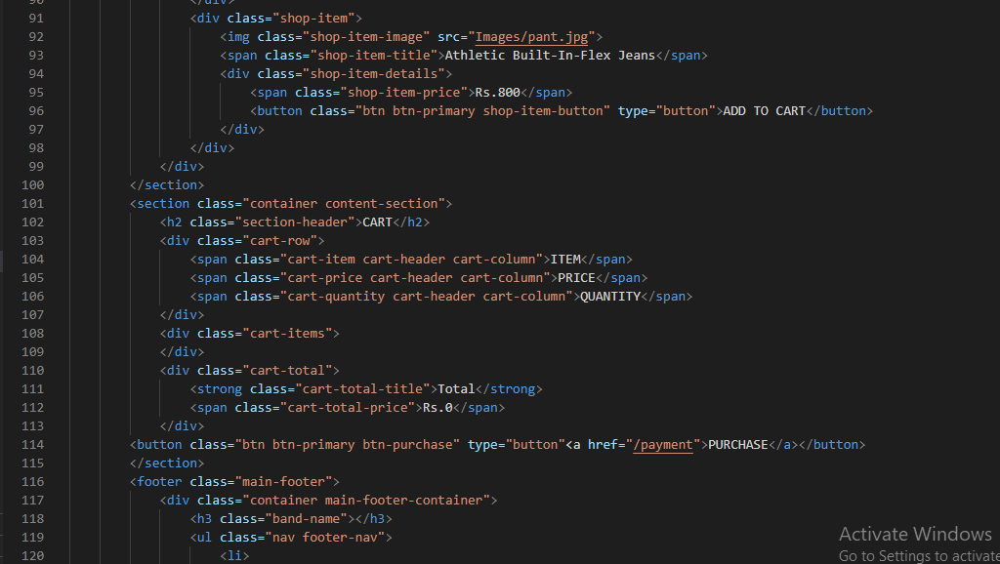 90 </div>
91 <div class="shop-item">
92 <img class="shop-item-image" src="Images/pant.jpg">
93 <span class="shop-item-title">Athletic Built-In-Flex Jeans</span>
94 <div class="shop-item-details">
95 <span class="shop-item-price">Rs.800</span>
96 <button class="btn btn-primary shop-item-button" type="button">ADD TO CART</button>
97 </div>
98 </div>
99 </div>
100 </section>
101 <section class="container content-section">
102 <h2 class="section-header">CART</h2>
103 <div class="cart-row">
104 <span class="cart-item cart-header cart-column">ITEM</span>
105 <span class="cart-price cart-header cart-column">PRICE</span>
106 <span class="cart-quantity cart-header cart-column">QUANTITY</span>
107 </div>
108 <div class="cart-items">
109 </div>
110 <div class="cart-total">
111 <strong class="cart-total-title">Total</strong>
112 <span class="cart-total-price">Rs.0</span>
113 </div>
114 <button class="btn btn-primary btn-purchase" type="button"<a href="/payment">PURCHASE</a></button>
115 </section>
116 <footer class="main-footer">
117 <div class="container main-footer-container">
118 <h3 class="band-name"></h3>
119 <ul class="nav footer-nav">
120 <li>
Activate Windows
Go to Settings to activate